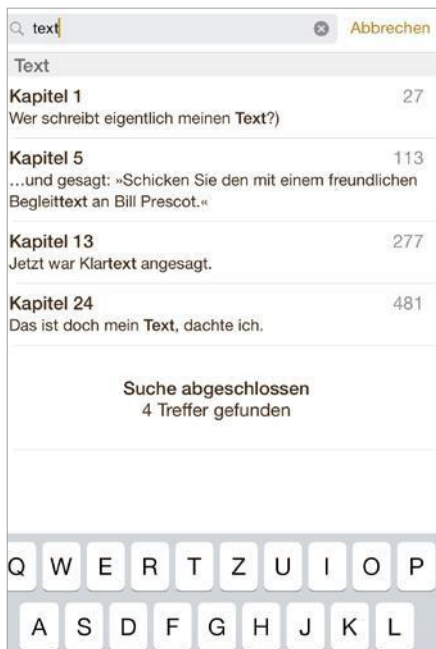 text Abbrechen
Text
Kapitel 1 27
Wer schreibt eigentlich meinen Text?)
Kapitel 5 113
...und gesagt: »Schicken Sie den mit einem freundlichen
Begleittext an Bill Prescot.«
Kapitel 13 277
Jetzt war Klartext angesagt.
Kapitel 24 481
Das ist doch mein Text, dachte ich.
Suche abgeschlossen
4 Treffer gefunden
Q W E R T Z U I O P
A S D F G H J K L